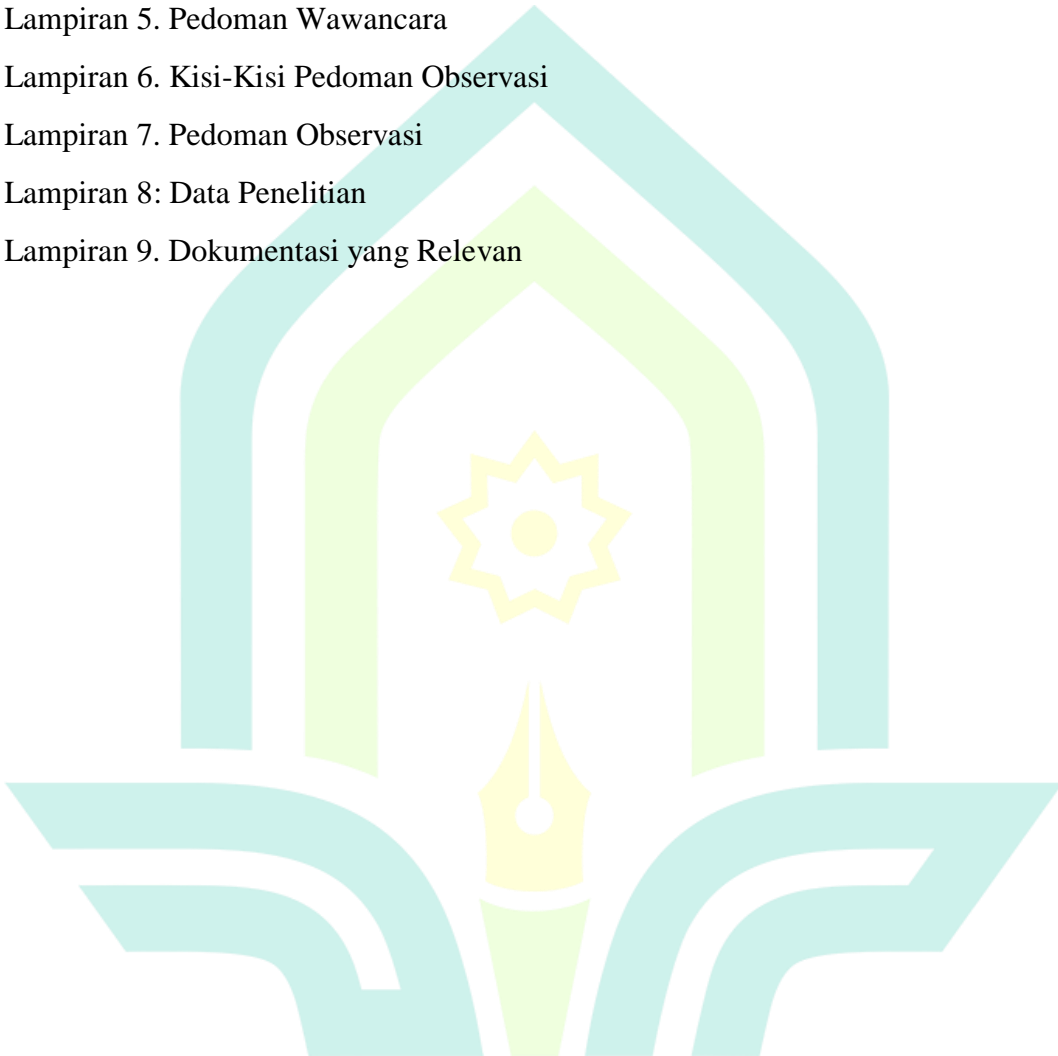 Lampiran 5. Pedoman Wawancara
Lampiran 6. Kisi-Kisi Pedoman Observasi
Lampiran 7. Pedoman Observasi
Lampiran 8: Data Penelitian
Lampiran 9. Dokumentasi yang Relevan